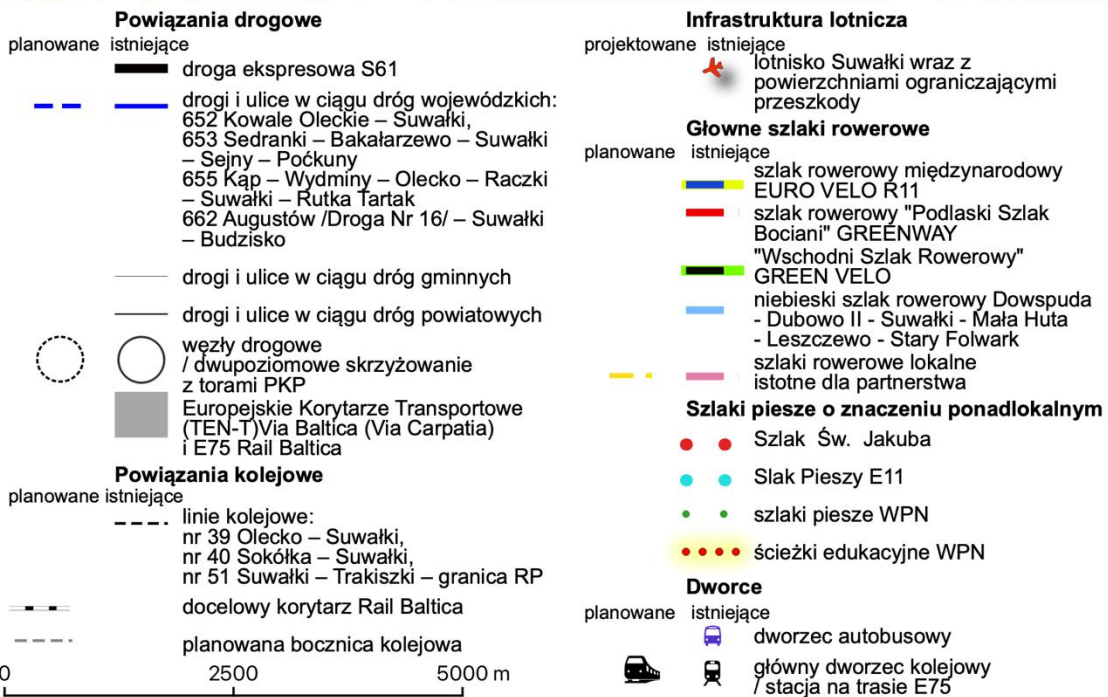 Powiązania drogowe
planowane istniejące
droga ekspresowa S61
drogi i ulice w ciągu dróg wojewódzkich:
652 Kowale Oleckie – Suwałki,
653 Sedranki – Bakałarzewo – Suwałki
– Sejny – Poćkuny
655 Kąp – Wydminy – Olecko – Raczki
– Suwałki – Rutka Tartak
662 Augustów /Droga Nr 16/ – Suwałki
– Budzisko
drogi i ulice w ciągu dróg gminnych
drogi i ulice w ciągu dróg powiatowych
węzły drogowe
/ dwupoziomowe skrzyżowanie
z torami PKP
Europejskie Korytarze Transportowe
(TEN-T)Via Baltica (Via Carpatia)
i E75 Rail Baltica
Powiązania kolejowe
planowane istniejące
linie kolejowe:
nr 39 Olecko – Suwałki,
nr 40 Sokółka – Suwałki,
nr 51 Suwałki – Trakiszki – granica RP
docelowy korytarz Rail Baltica
planowana bocznica kolejowa
0 2500 5000 m
Infrastruktura lotnicza
projektowane istniejące
lotnisko Suwałki wraz z
powierzchniami ograniczającymi
przeszkody
Głowne szlaki rowerowe
planowane istniejące
szlak rowerowy międzynarodowy
EURO VELO R11
szlak rowerowy "Podlaski Szlak
Bociani" GREENWAY
"Wschodni Szlak Rowerowy"
GREEN VELO
niebieski szlak rowerowy Dowspuda
- Dubowo II - Suwałki - Mała Huta
- Leszczewo - Stary Folwark
szlaki rowerowe lokalne
istotne dla partnerstwa
Szlaki piesze o znaczeniu ponadlokalnym
Szlak Św. Jakuba
Slak Pieszy E11
szlaki piesze WPN
ścieżki edukacyjne WPN
Dworce
planowane istniejące
dworzec autobusowy
główny dworzec kolejowy
/ stacja na trasie E75